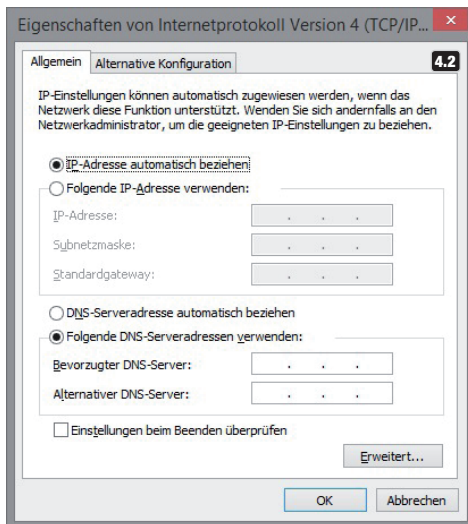 Eigenschaften von Internetprotokoll Version 4 (TCP/IP...
Allgemein Alternative Konfiguration
4.2
IP-Einstellungen können automatisch zugewiesen werden, wenn das
Netzwerk diese Funktion unterstützt. Wenden Sie sich andernfalls an den
Netzwerkadministrator, um die geeigneten IP-Einstellungen zu beziehen.
IP-Adresse automatisch beziehen
Folgende IP-Adresse verwenden:
IP-Adresse:
Subnetzmaske:
Standardgateway:
DNS-Serveradresse automatisch beziehen
Folgende DNS-Serveradressen verwenden:
Bevorzugter DNS-Server:
Alternativer DNS-Server:
Einstellungen beim Beenden überprüfen
Erweitert...
OK Abbrechen